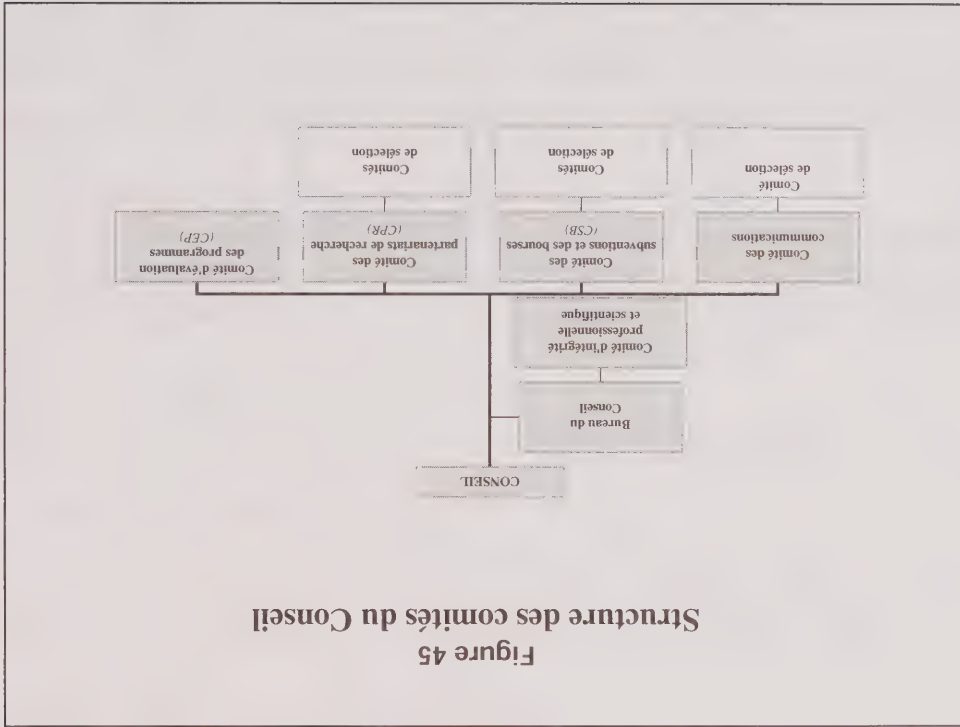 Figure 45
Structure des comités du Conseil
CONSEIL
Bureau du
Conseil
Comité d'intégrité
professionnelle
et scientifique
Comité des
communications
Comité des
subventions et des bourses
(CSB)
Comité des
partenariats de recherche
(CPR)
Comité d'évaluation
des programmes
(CEP)
Comité
de sélection
Comités
de sélection
Comités
de sélection